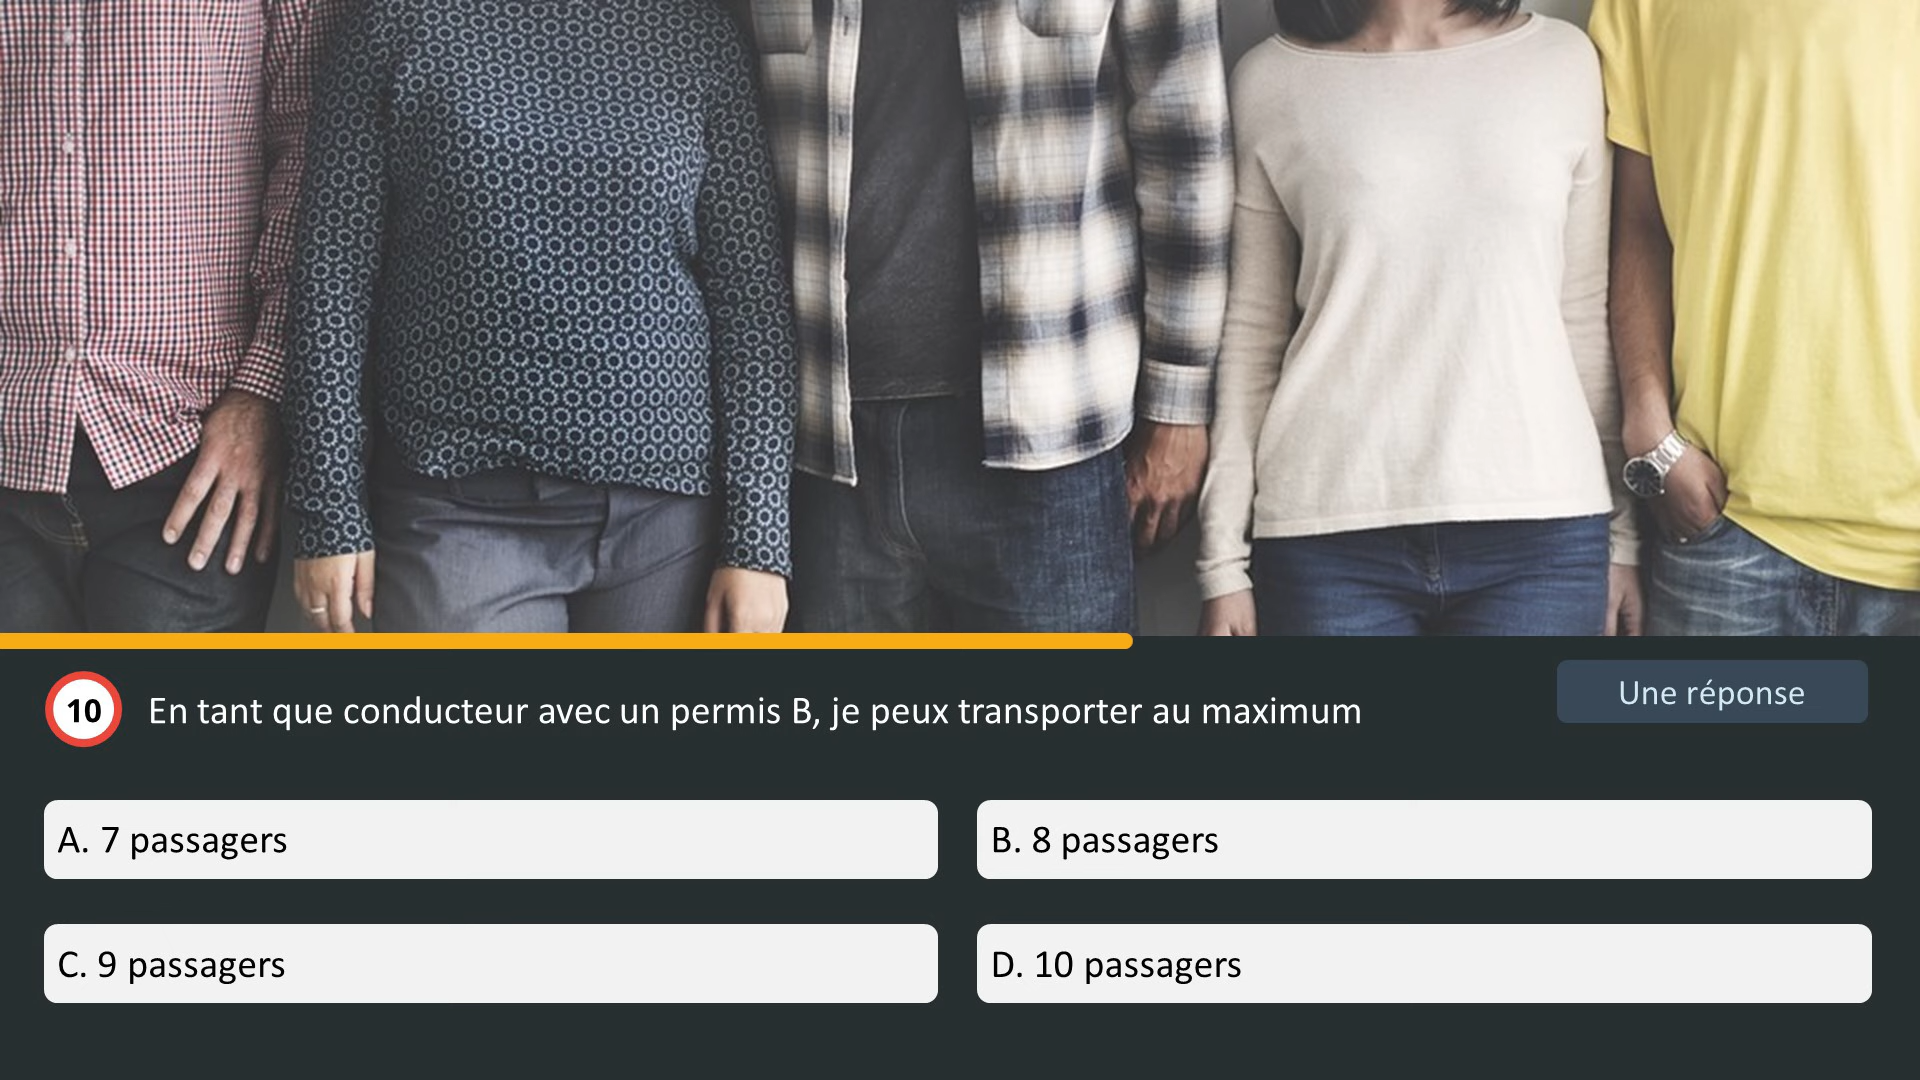 10 En tant que conducteur avec un permis B, je peux transporter au maximum
Une réponse
A. 7 passagers
B. 8 passagers
C. 9 passagers
D. 10 passagers